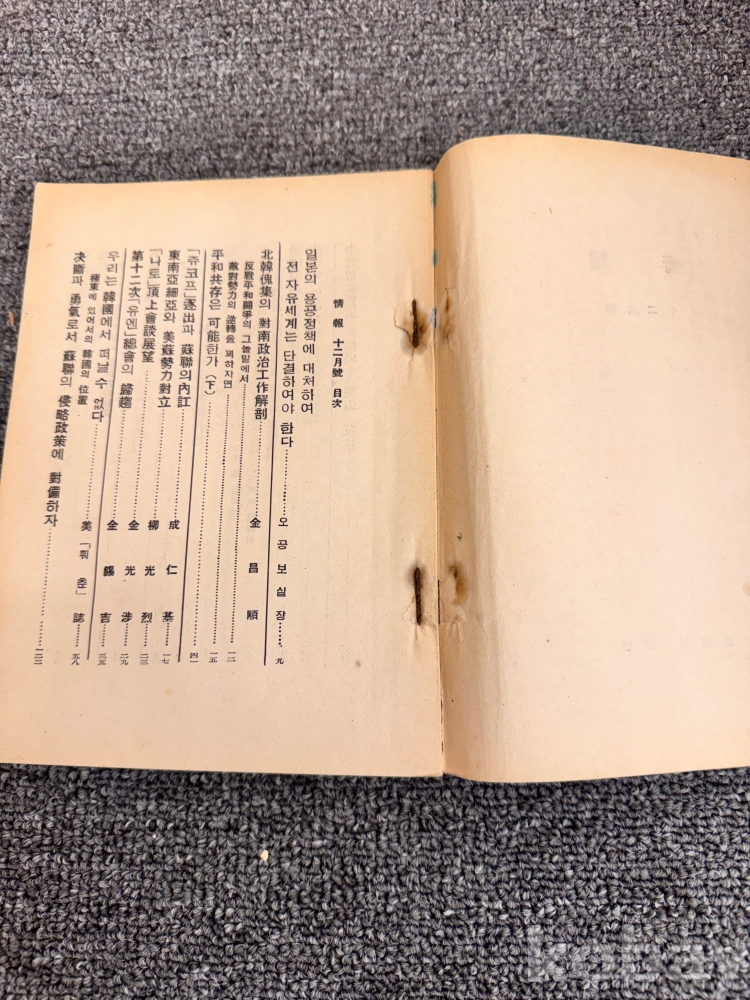 情報 十二月號 目次
일본의 용공정책에 대처하여
전 자유세계는 단결하여야 한다……………오공보실장……九
北韓傀集의 對南政治工作解剖
反戰平和鬪爭의 그늘밑에서…………………金昌順
敵對勢力의 逆轉을 꾀하자면……………………一二
平和共存은 可能한가 (下)……………………一五
「쥬코프」逐出과 蘇聯의內訌……………………四一
東南亞細亞와 美蘇勢力對立……………成仁基……一七
「나토」頂上會談展望……………柳光烈……二三
第十二次「유엔」總會의 歸趨……………金光涉……二九
우리는 韓國에서 떠날수 없다……………金錫吉……三五
極東에 있어서의 韓國의 位置……………美「훠츈」誌……五八
決斷과 勇氣로서 蘇聯의 侵略政策에 對備하자……………一二二
二
kobay